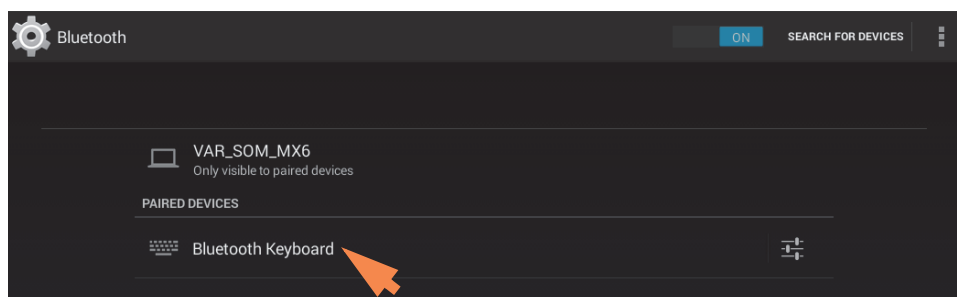 Bluetooth
ON
SEARCH FOR DEVICES
VAR_SOM_MX6
Only visible to paired devices
PAIRED DEVICES
Bluetooth Keyboard